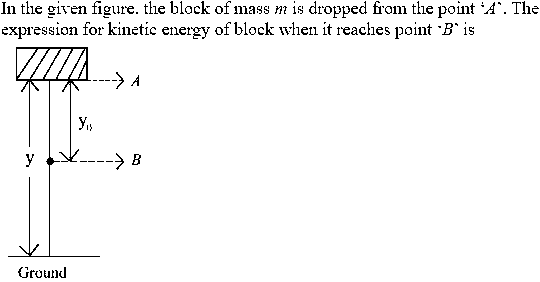 In the given figure. the block of mass m is dropped from the point ‘A’. The
expression for kinetic energy of block when it reaches point ‘B’ is
A
y₀
y
B
Ground